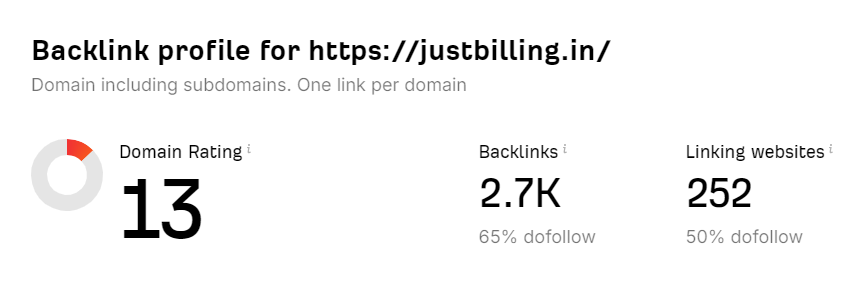 Backlink profile for https://justbilling.in/
Domain including subdomains. One link per domain
Domain Rating i
13
Backlinks i
2.7K
65% dofollow
Linking websites i
252
50% dofollow